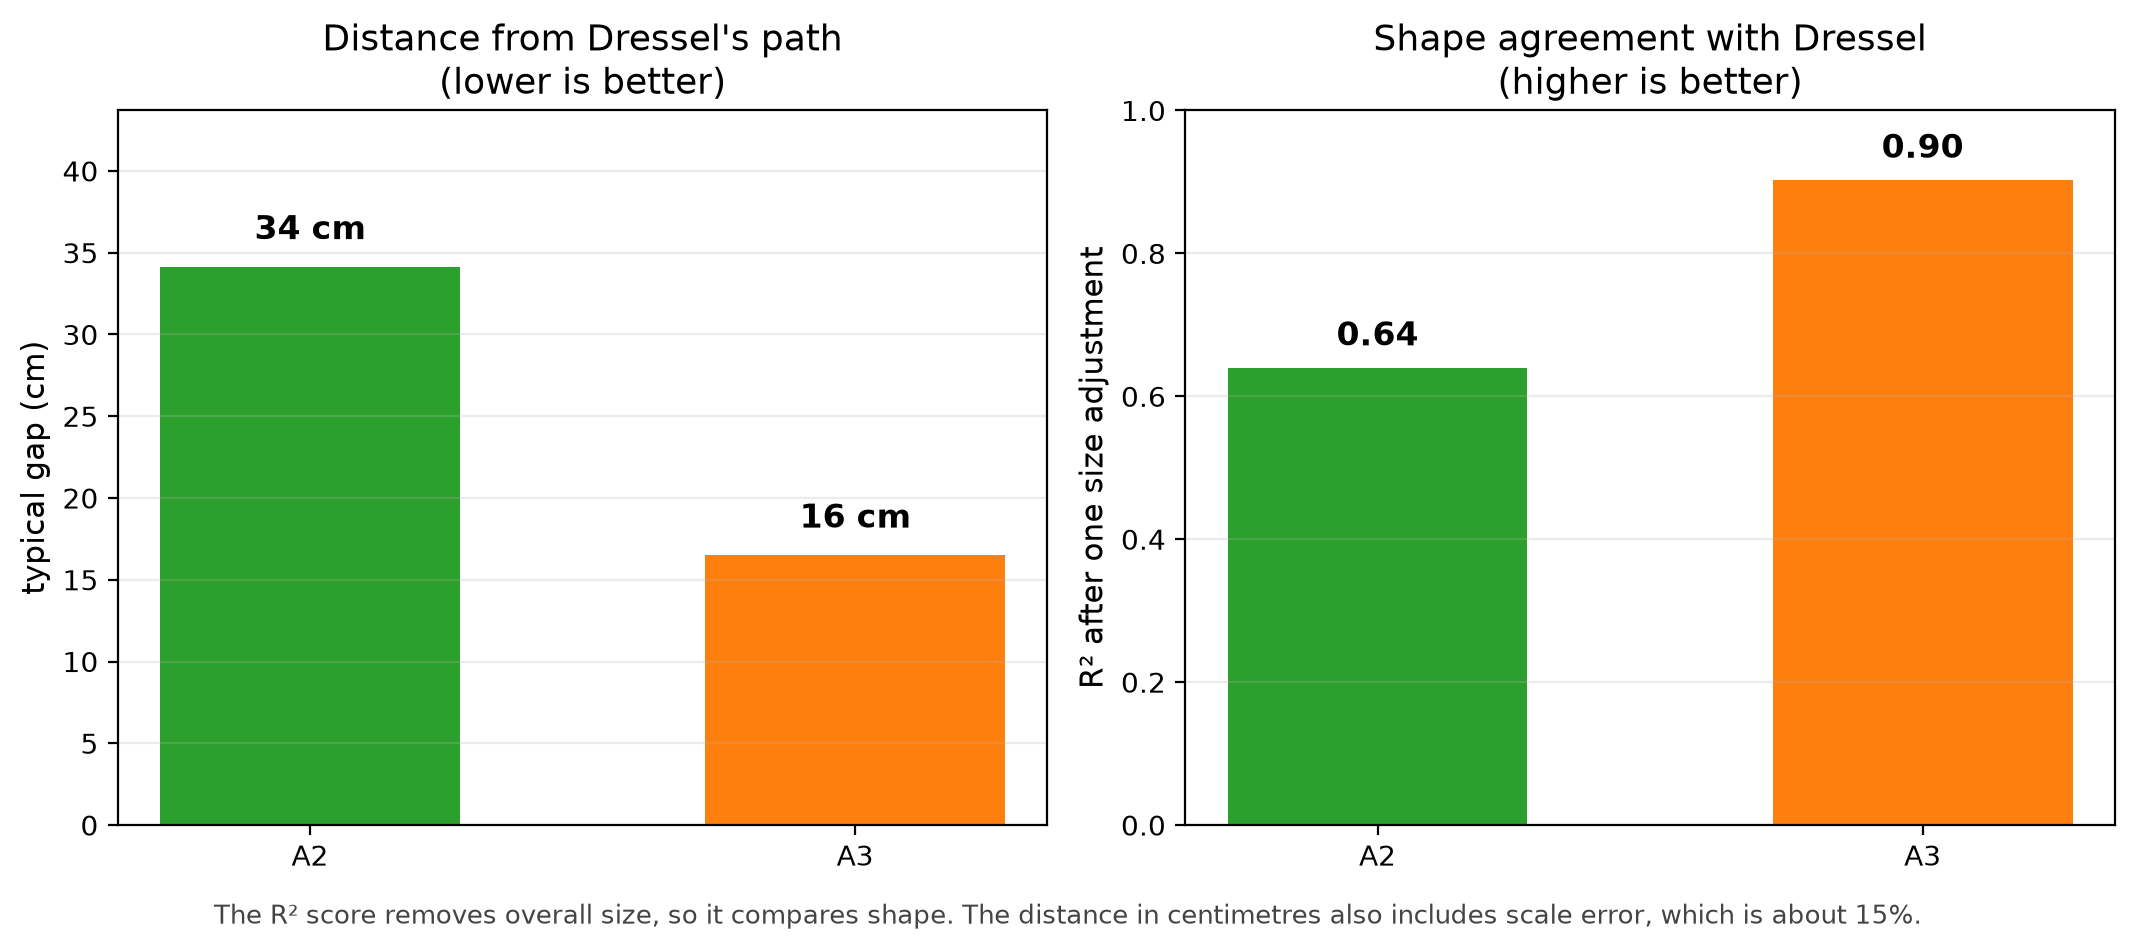 Distance from Dressel's path
(lower is better)
typical gap (cm)
40
35
30
25
20
15
10
5
0
34 cm
16 cm
A2
A3
Shape agreement with Dressel
(higher is better)
R² after one size adjustment
1.0
0.8
0.6
0.4
0.2
0.0
0.64
0.90
A2
A3
The R² score removes overall size, so it compares shape. The distance in centimetres also includes scale error, which is about 15%.